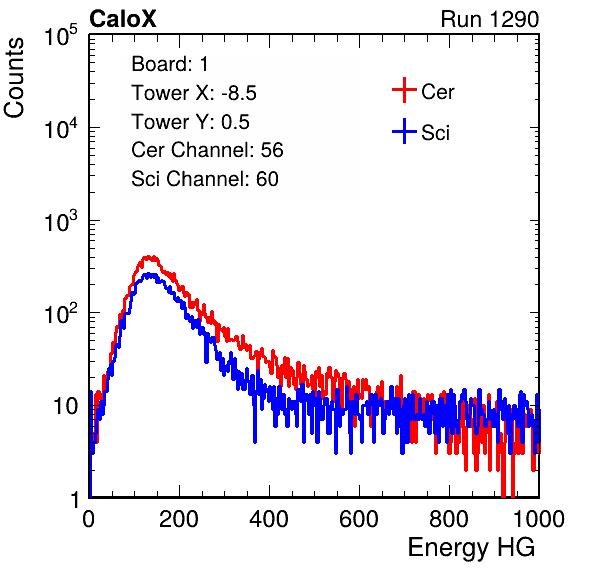 CaloX Run 1290
Counts
10^5
10^4
10^3
10^2
10
1
Board: 1
Tower X: -8.5
Tower Y: 0.5
Cer Channel: 56
Sci Channel: 60
Cer
Sci
0 200 400 600 800 1000
Energy HG